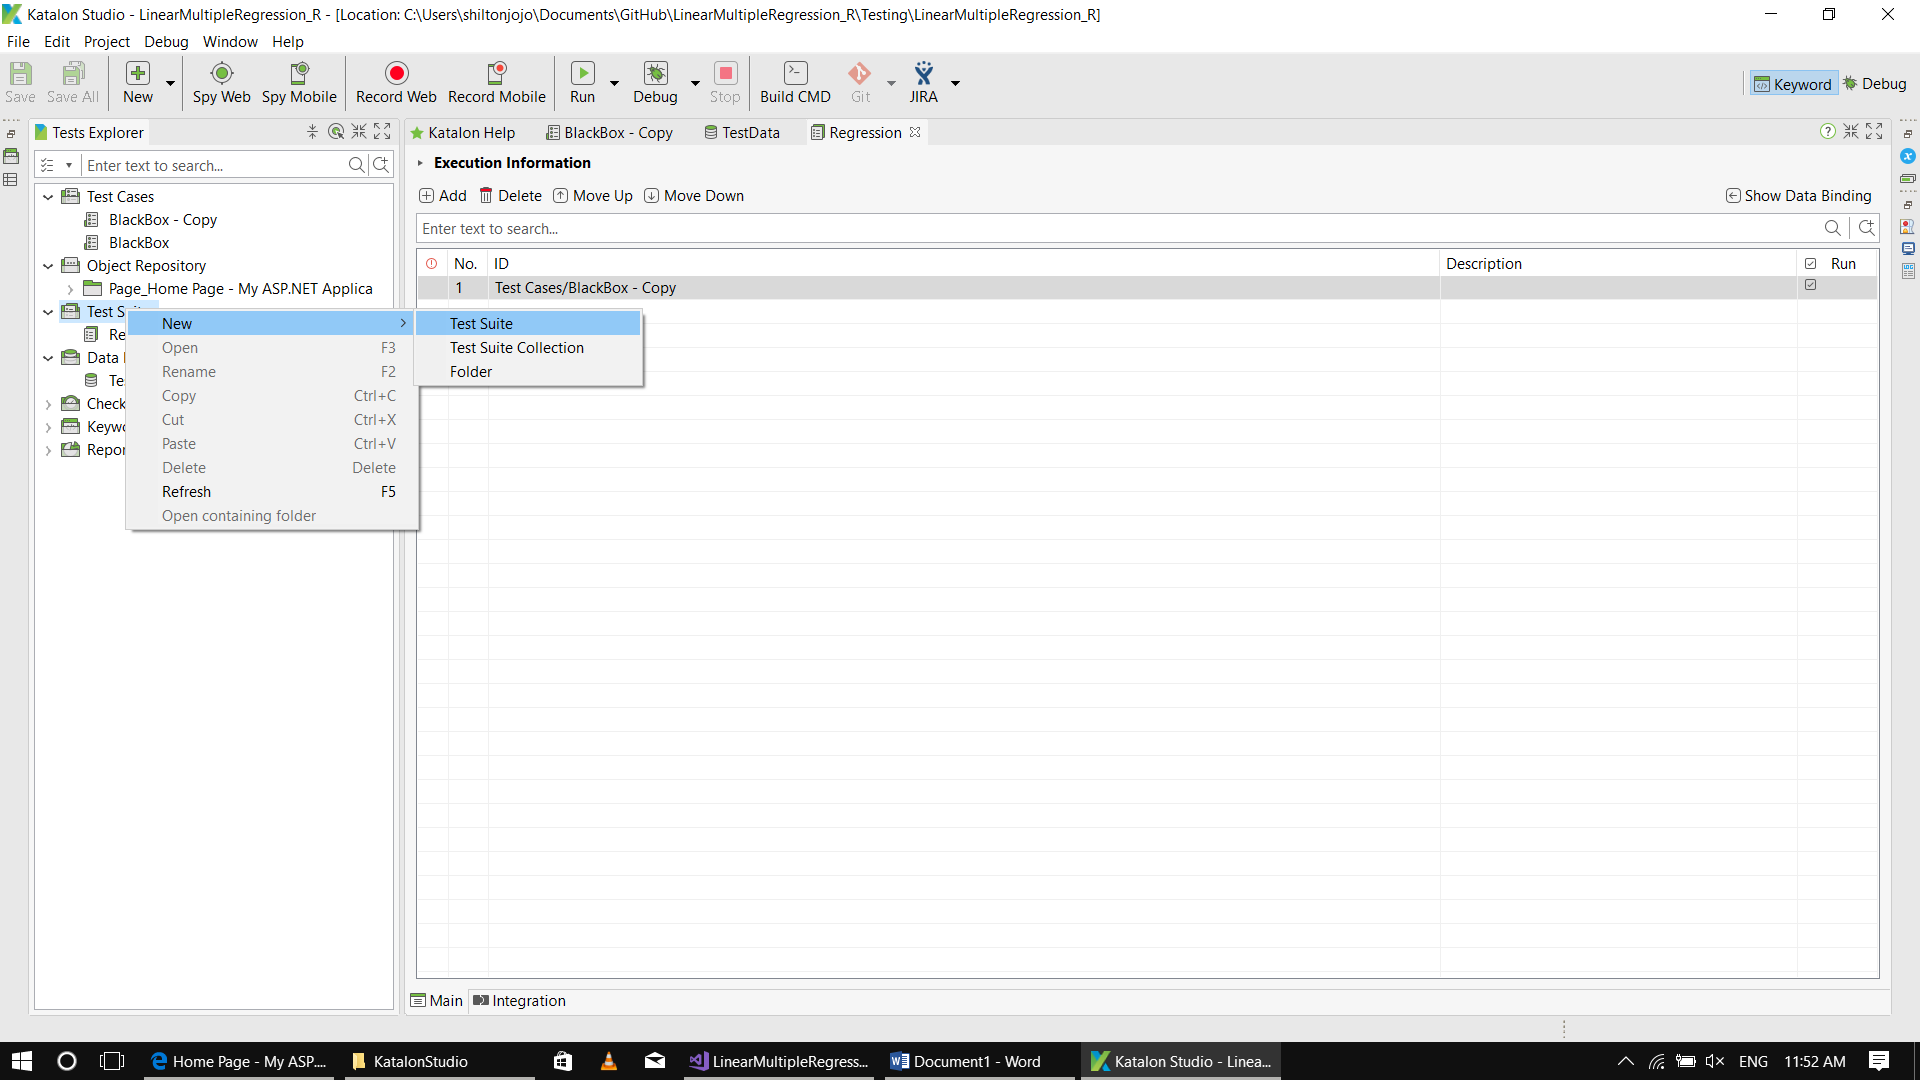 Katalon Studio - LinearMultipleRegression_R - [Location: C:\Users\shiltonjojo\Documents\GitHub\LinearMultipleRegression_R\Testing\LinearMultipleRegression_R]
File Edit Project Debug Window Help
Save Save All New Spy Web Spy Mobile Record Web Record Mobile Run Debug Stop Build CMD Git JIRA Keyword Debug
Tests Explorer
Katalon Help BlackBox - Copy TestData Regression
Enter text to search...
Execution Information
Add Delete Move Up Move Down Show Data Binding
Enter text to search...
No. ID Description Run
1 Test Cases/BlackBox - Copy
Test Cases
BlackBox - Copy
BlackBox
Object Repository
Page_Home Page - My ASP.NET Applica
Test
Data
New
Open F3
Rename F2
Copy Ctrl+C
Cut Ctrl+X
Paste Ctrl+V
Delete Delete
Refresh F5
Open containing folder
Test Suite
Test Suite Collection
Folder
Main Integration
Home Page - My ASP.... KatalonStudio LinearMultipleRegress... Document1 - Word Katalon Studio - Linea... ENG 11:52 AM